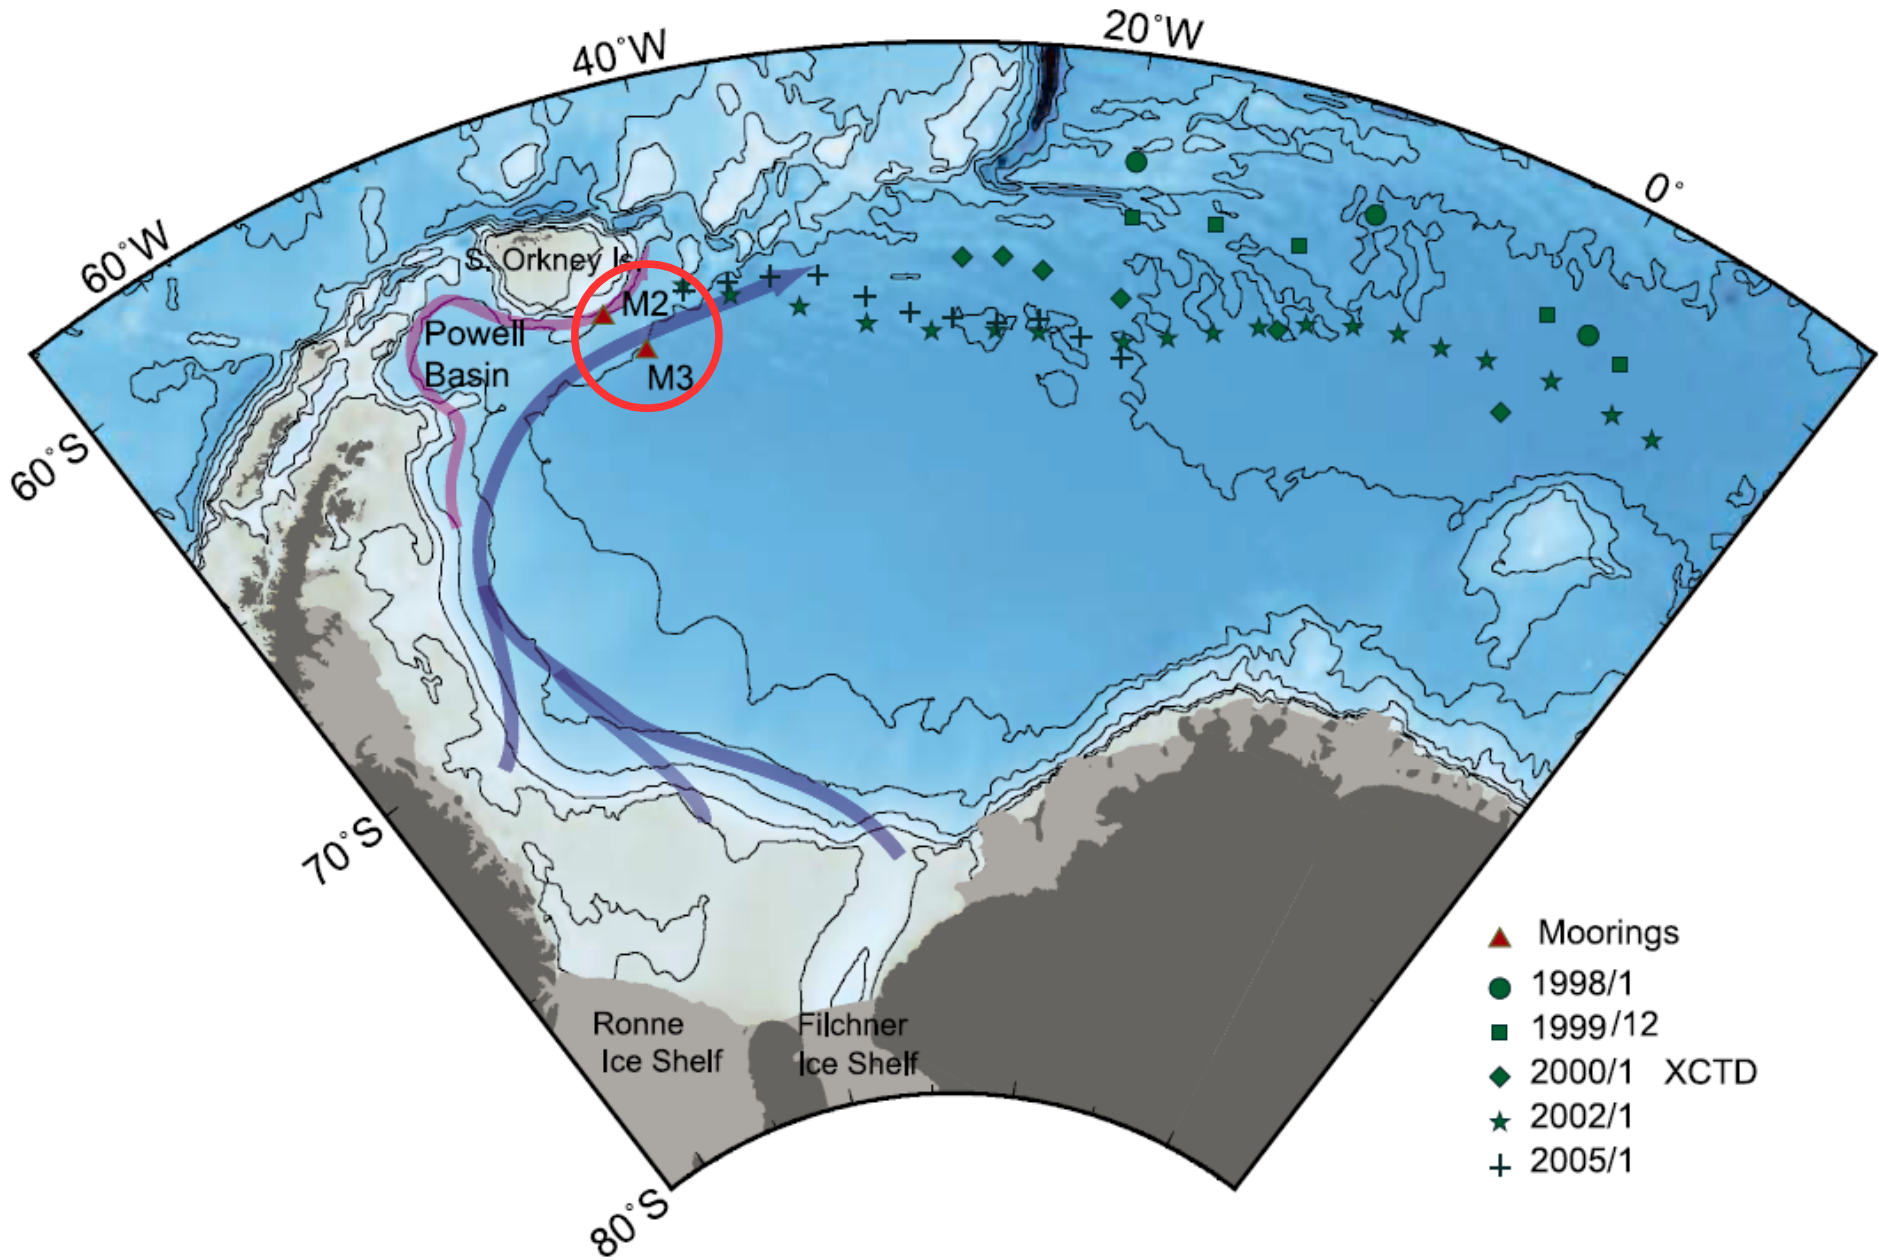 20°W
40°W
0°
60°W
S. Orkney Is.
M2
Powell
Basin
M3
60°S
70°S
Moorings
1998/1
1999/12
Ronne
Ice Shelf
Filchner
Ice Shelf
2000/1 XCTD
2002/1
2005/1
80°S